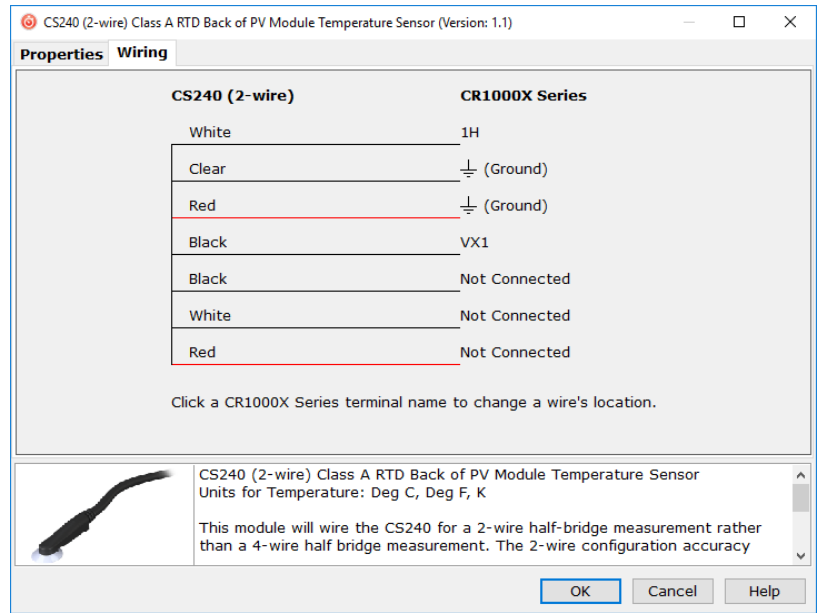 CS240 (2-wire) Class A RTD Back of PV Module Temperature Sensor (Version: 1.1)
Properties Wiring
CS240 (2-wire) CR1000X Series
White 1H
Clear (Ground)
Red (Ground)
Black VX1
Black Not Connected
White Not Connected
Red Not Connected
Click a CR1000X Series terminal name to change a wire's location.
CS240 (2-wire) Class A RTD Back of PV Module Temperature Sensor
Units for Temperature: Deg C, Deg F, K
This module will wire the CS240 for a 2-wire half-bridge measurement rather
than a 4-wire half bridge measurement. The 2-wire configuration accuracy
OK Cancel Help